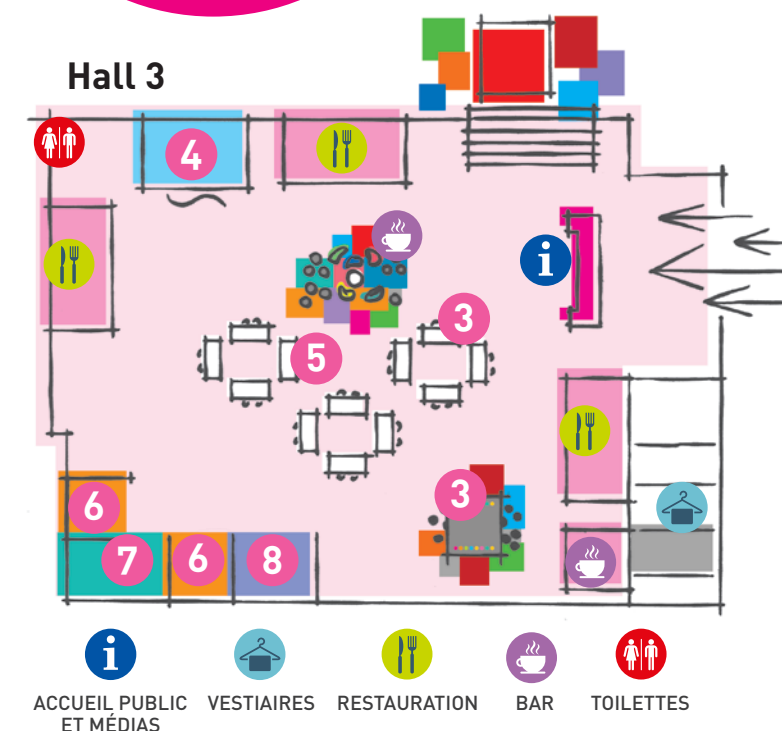 Hall 3
4
3
5
3
6
7
6
8
i
i
ACCUEIL PUBLIC
ET MÉDIAS
VESTIAIRES
RESTAURATION
BAR
TOILETTES